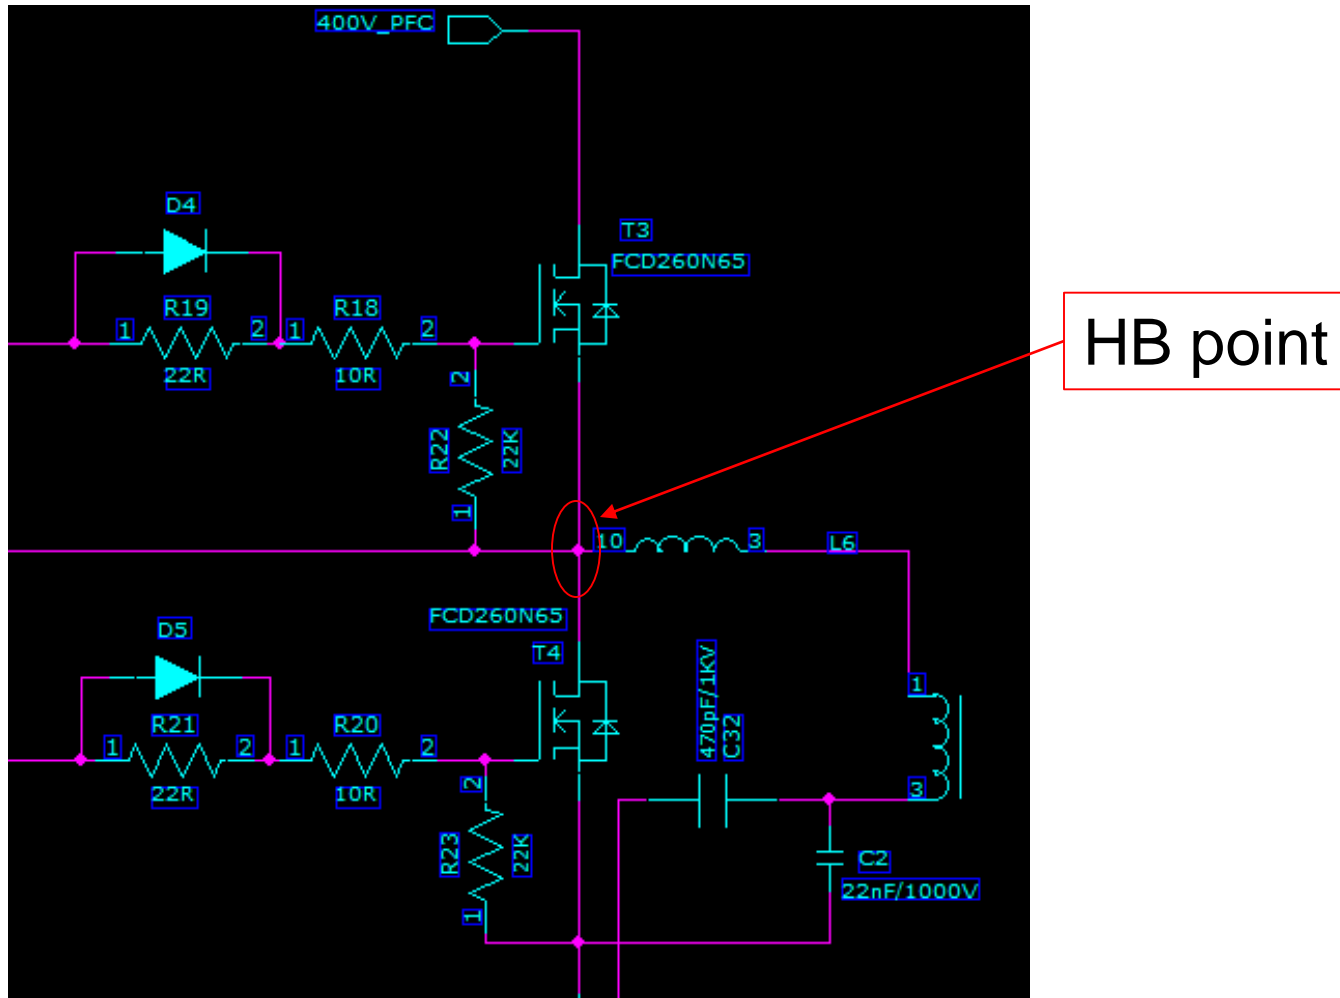 400V_PFC
D4
T3
FCD260N65
R19
R18
1
2
1
2
22R
10R
2
R22
22K
1
HB point
10
3
L6
FCD260N65
D5
T4
470pF/1KV
C32
1
R21
R20
1
2
1
2
22R
10R
2
3
R23
22K
C2
22nF/1000V
1